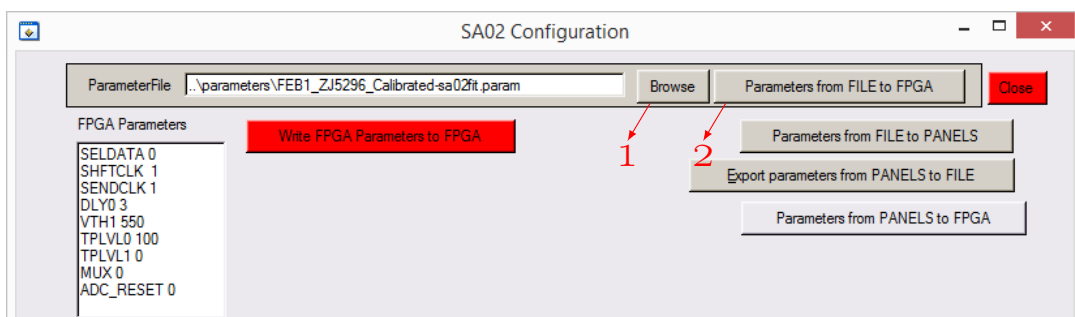 SA02 Configuration
ParameterFile ..\parameters\FEB1_ZJ5296_Calibrated-sa02fit.param Browse Parameters from FILE to FPGA Close
FPGA Parameters Write FPGA Parameters to FPGA Parameters from FILE to PANELS
1 2
SELDATA 0
SHFTCLK 1
SENDCLK 1
DLY0 3
VTH1 550
TPLVL0 100
TPLVL1 0
MUX 0
ADC_RESET 0
Export parameters from PANELS to FILE
Parameters from PANELS to FPGA